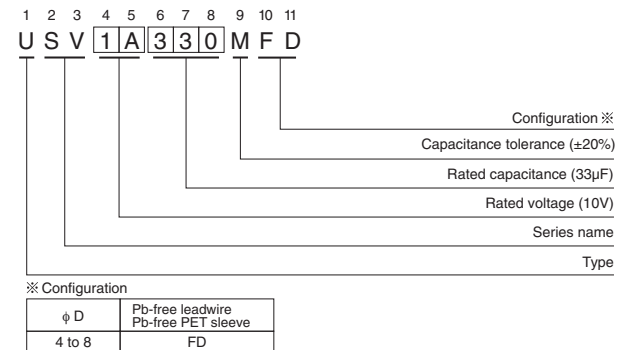 1 2 3 4 5 6 7 8 9 10 11
U S V 1 A 3 3 0 M F D
Configuration ※
Capacitance tolerance (±20%)
Rated capacitance (33µF)
Rated voltage (10V)
Series name
Type
※ Configuration
ϕ D Pb-free leadwire
Pb-free PET sleeve
4 to 8 FD